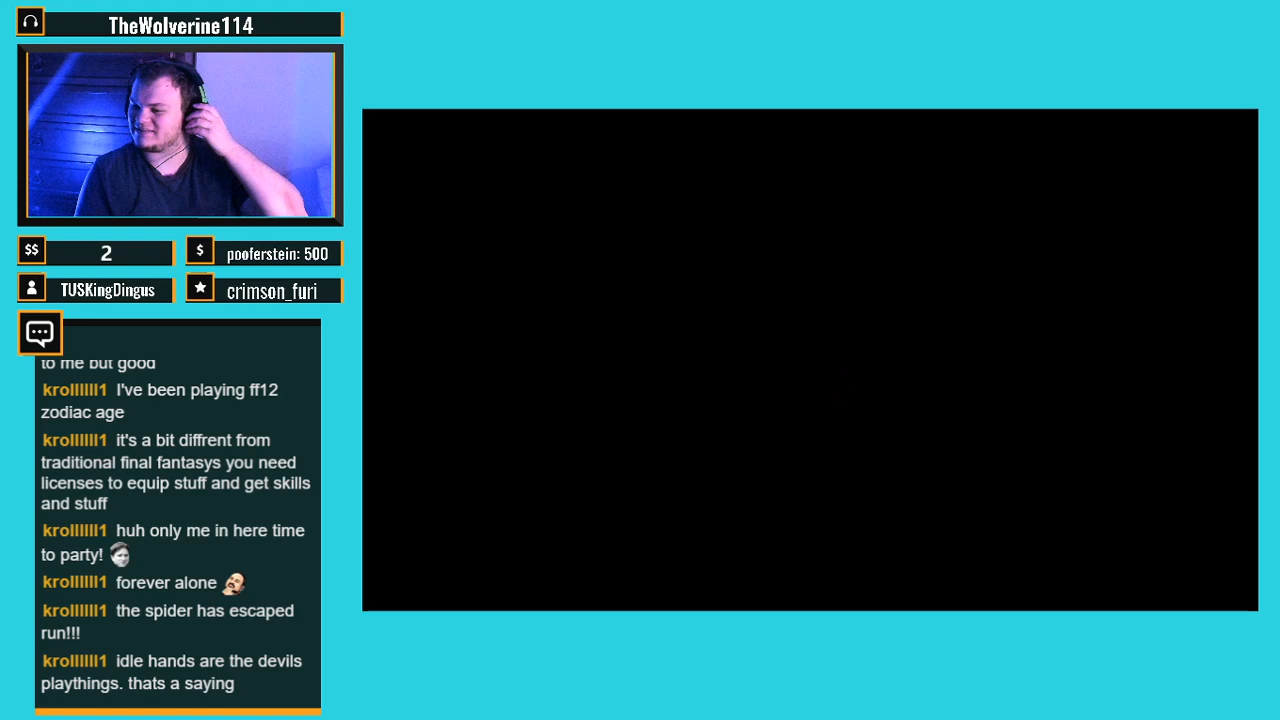 TheWolverine114
$$ 2
$ pooferstein: 500
TUSKingDingus
crimson_furi
to me but good
krollllll1 I've been playing ff12
zodiac age
krollllll1 it's a bit diffrent from
traditional final fantasys you need
licenses to equip stuff and get skills
and stuff
krollllll1 huh only me in here time
to party!
krollllll1 forever alone
krollllll1 the spider has escaped
run!!!
krollllll1 idle hands are the devils
playthings. thats a saying